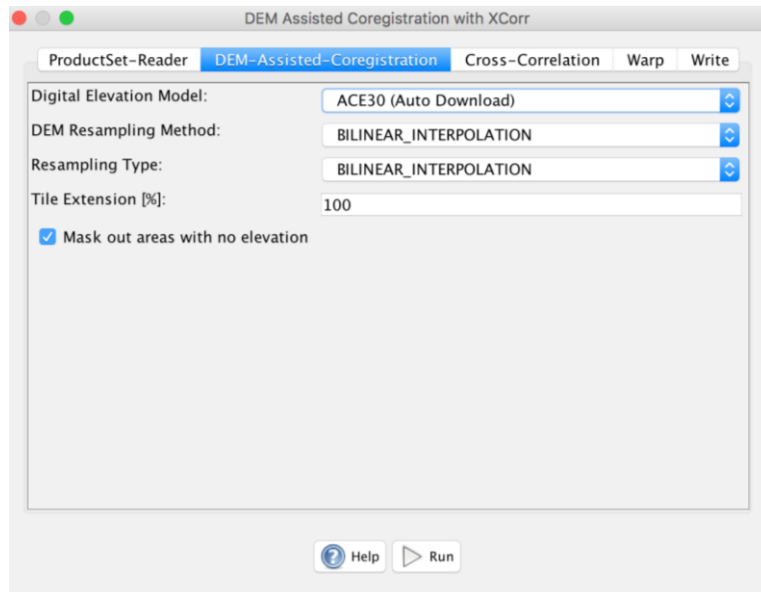 DEM Assisted Coregistration with XCorr
ProductSet-Reader DEM-Assisted-Coregistration Cross-Correlation Warp Write
Digital Elevation Model: ACE30 (Auto Download)
DEM Resampling Method: BILINEAR_INTERPOLATION
Resampling Type: BILINEAR_INTERPOLATION
Tile Extension [%]: 100
Mask out areas with no elevation
Help Run